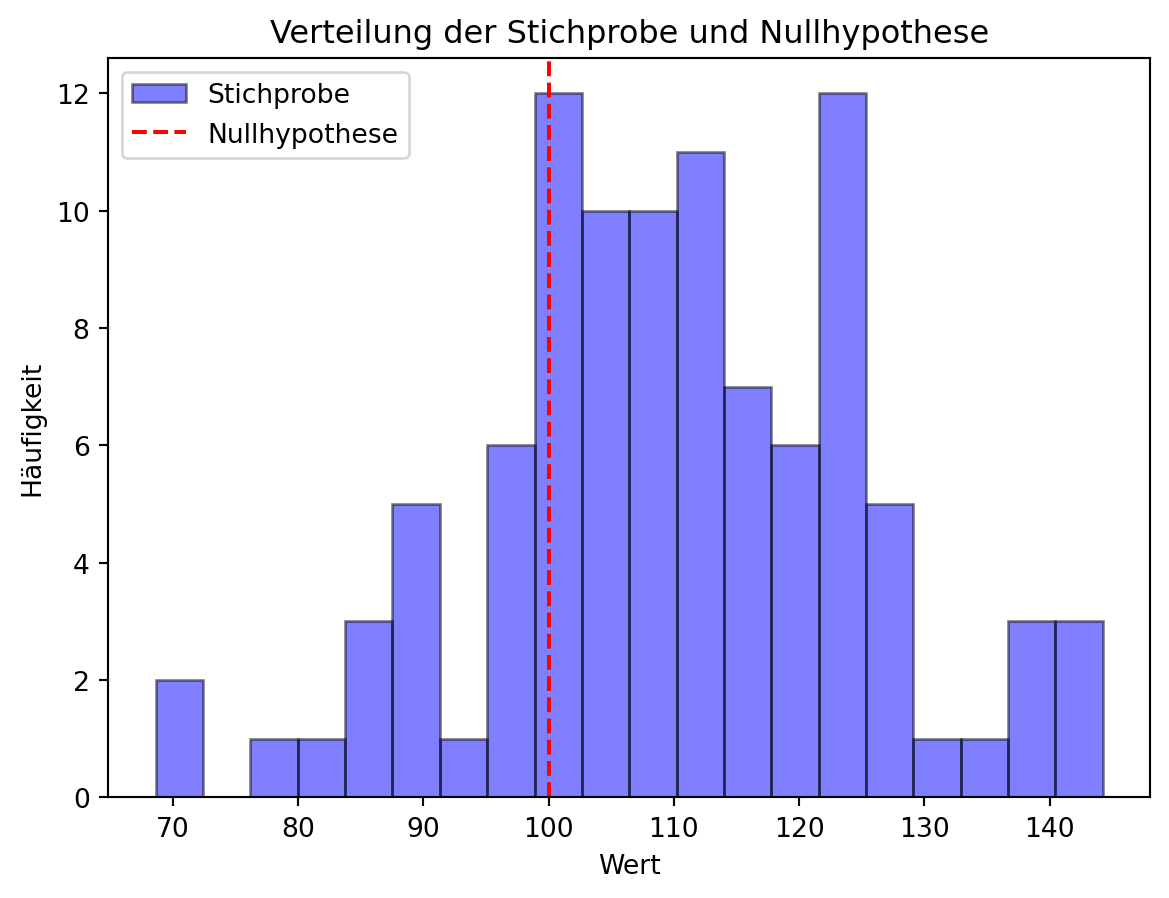 Verteilung der Stichprobe und Nullhypothese
Stichprobe
Nullhypothese
Häufigkeit
12
10
8
6
4
2
0
70 80 90 100 110 120 130 140
Wert